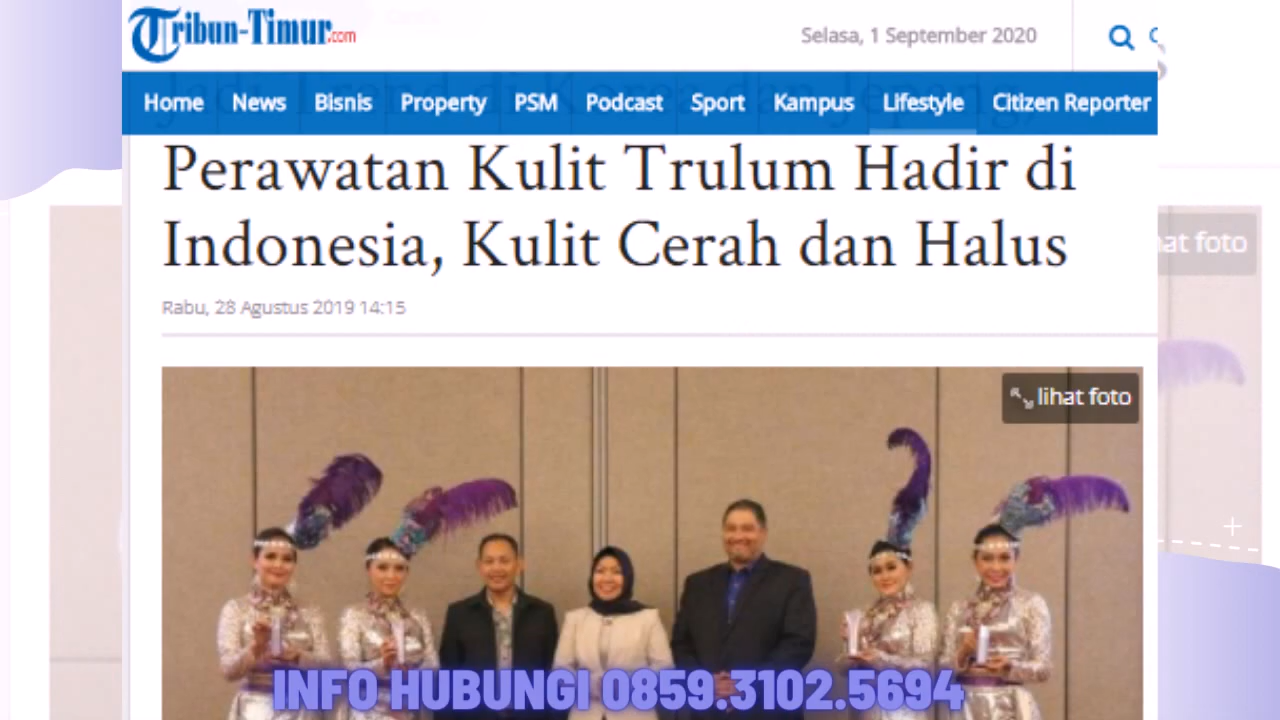 Tribun-Timur.com
Selasa, 1 September 2020
Home News Bisnis Property PSM Podcast Sport Kampus Lifestyle Citizen Reporter
Perawatan Kulit Trulum Hadir di
Indonesia, Kulit Cerah dan Halus
Rabu, 28 Agustus 2019 14:15
lihat foto
at foto
INFO HUBUNGI 0859.3102.5694